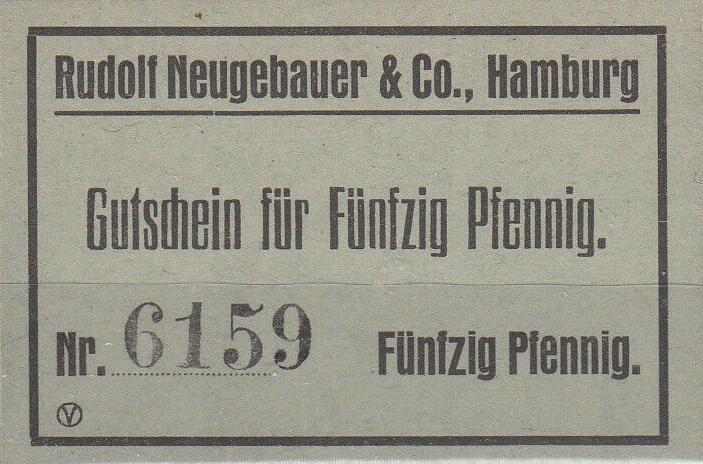 Rudolf Neugebauer & Co., Hamburg
Gutschein für Fünfzig Pfennig.
Nr. 6159 Fünfzig Pfennig.
V